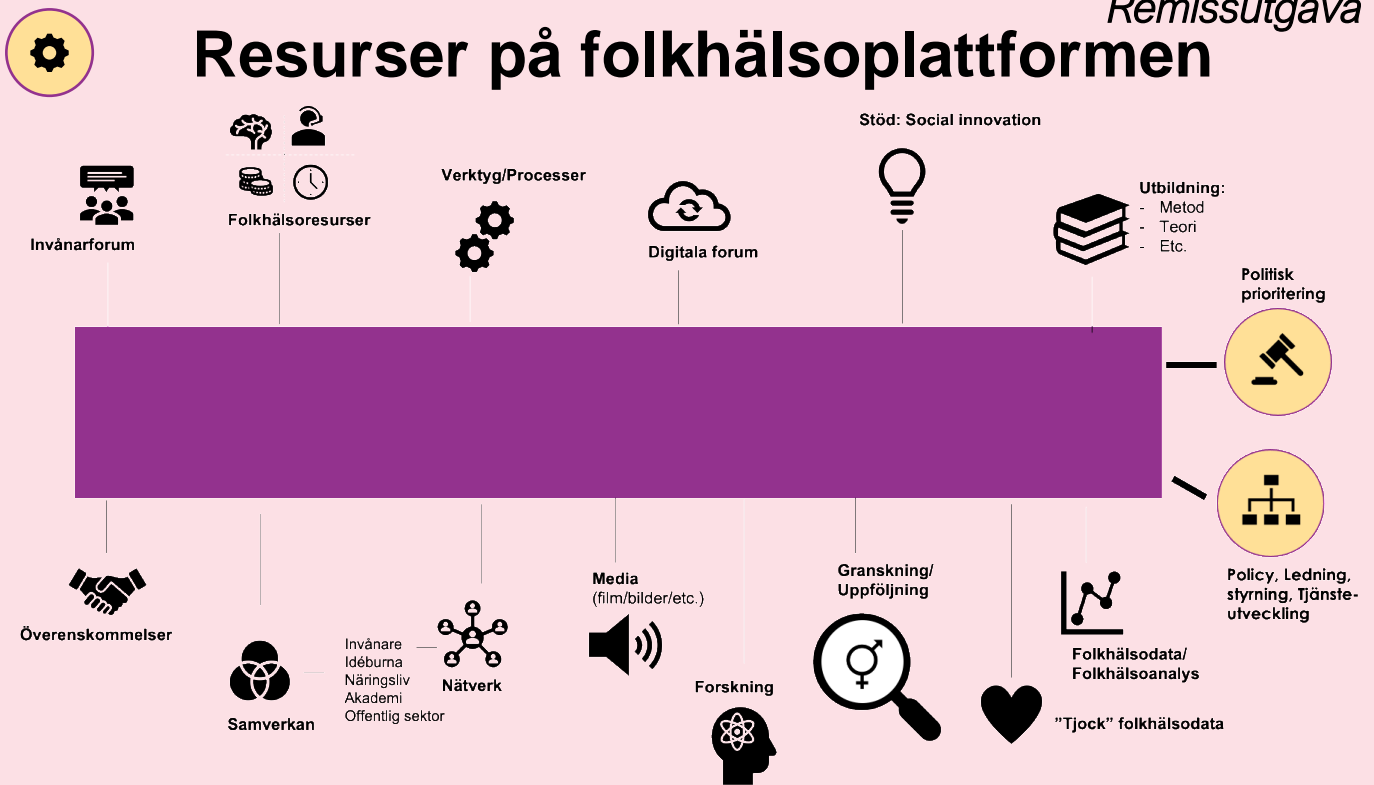 Remissutgåva
Resurser på folkhälsoplattformen
Stöd: Social innovation
Verktyg/Processer
Utbildning:
- Metod
- Teori
- Etc.
Folkhälsoresurser
Invånarforum
Digitala forum
Politisk
prioritering
Granskning/
Uppföljning
Media
(film/bilder/etc.)
Policy, Ledning,
styrning, Tjänste-
utveckling
Överenskommelser
Invånare
Idéburna
Näringsliv
Akademi
Offentlig sektor
Nätverk
Folkhälsodata/
Folkhälsoanalys
Forskning
Samverkan
”Tjock” folkhälsodata